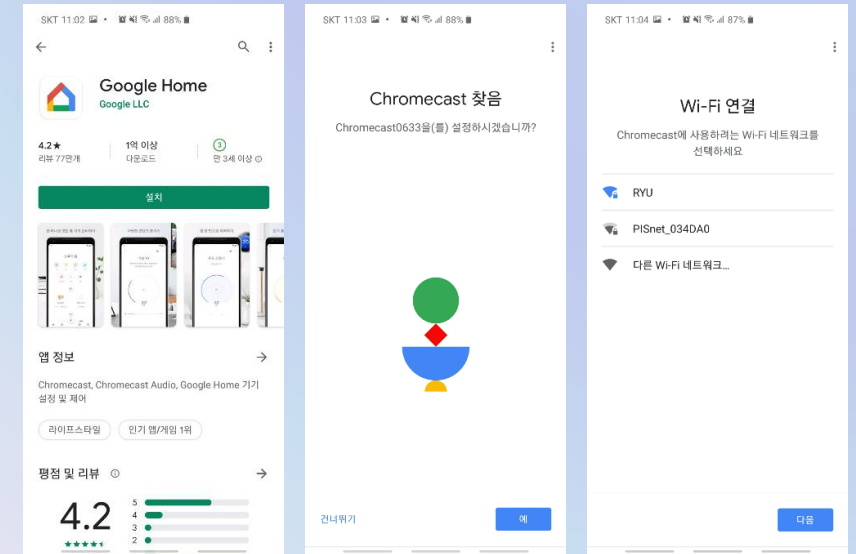 SKT 11:02 88%
Google Home
Google LLC
4.2★
리뷰 77만개
1억 이상
다운로드
3
만 3세 이상
설치
앱 정보
Chromecast, Chromecast Audio, Google Home 기기
설정 및 제어
라이프스타일
인기 앱/게임 1위
평점 및 리뷰
4.2
5
4
3
2
SKT 11:03 88%
Chromecast 찾음
Chromecast0633을(를) 설정하시겠습니까?
건너뛰기
예
SKT 11:04 87%
Wi-Fi 연결
Chromecast에 사용하려는 Wi-Fi 네트워크를
선택하세요
RYU
PISnet_034DA0
다른 Wi-Fi 네트워크...
다음